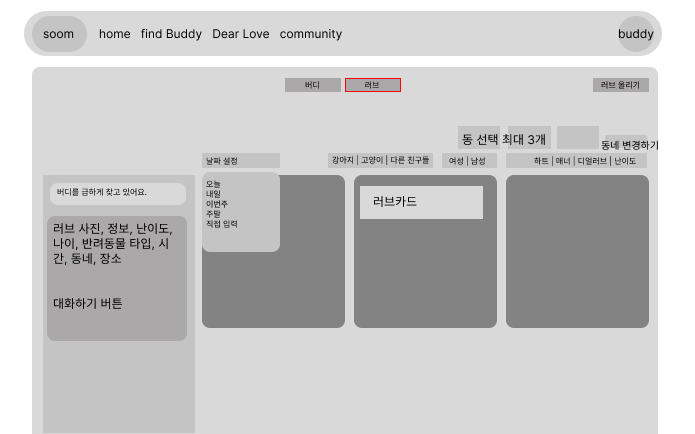 soom home find Buddy Dear Love community buddy
버디 러브 러브 올리기
동 선택 최대 3개
동네 변경하기
날짜 설정 강아지 | 고양이 | 다른 친구들 여성 | 남성 하트 | 매너 | 디얼러브 | 난이도
버디를 급하게 찾고 있어요.
러브 사진, 정보, 난이도,
나이, 반려동물 타입, 시
간, 동네, 장소
대화하기 버튼
오늘
내일
이번주
주말
직접 입력
러브카드